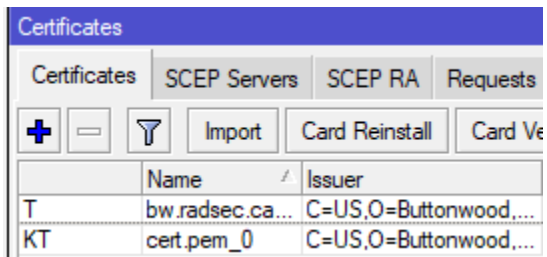 Certificates
Certificates SCEP Servers SCEP RA Requests
Import Card Reinstall Card Ve
Name Issuer
T bw.radsec.ca... C=US,O=Buttonwood,...
KT cert.pem_0 C=US,O=Buttonwood,...